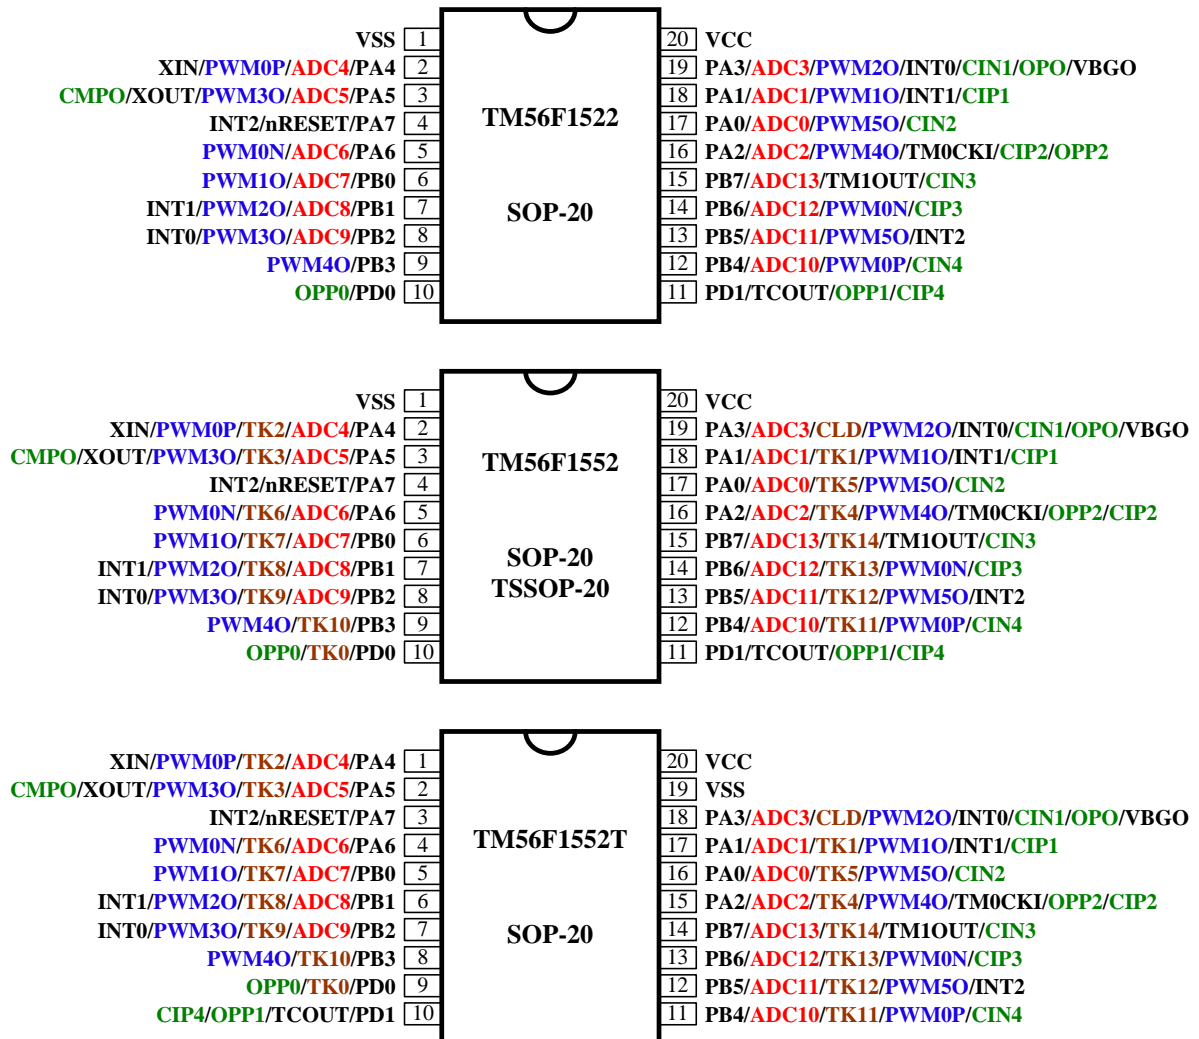 VSS 1 20 VCC
XIN/PWM0P/ADC4/PA4 2 19 PA3/ADC3/PWM2O/INT0/CIN1/OPO/VBGO
CMPO/XOUT/PWM3O/ADC5/PA5 3 18 PA1/ADC1/PWM1O/INT1/CIP1
INT2/nRESET/PA7 4 TM56F1522 17 PA0/ADC0/PWM5O/CIN2
PWM0N/ADC6/PA6 5 16 PA2/ADC2/PWM4O/TM0CKI/CIP2/OPP2
PWM1O/ADC7/PB0 6 15 PB7/ADC13/TM1OUT/CIN3
INT1/PWM2O/ADC8/PB1 7 SOP-20 14 PB6/ADC12/PWM0N/CIP3
INT0/PWM3O/ADC9/PB2 8 13 PB5/ADC11/PWM5O/INT2
PWM4O/PB3 9 12 PB4/ADC10/PWM0P/CIN4
OPP0/PD0 10 11 PD1/TCOUT/OPP1/CIP4
VSS 1 20 VCC
XIN/PWM0P/TK2/ADC4/PA4 2 19 PA3/ADC3/CLD/PWM2O/INT0/CIN1/OPO/VBGO
CMPO/XOUT/PWM3O/TK3/ADC5/PA5 3 TM56F1552 18 PA1/ADC1/TK1/PWM1O/INT1/CIP1
INT2/nRESET/PA7 4 17 PA0/ADC0/TK5/PWM5O/CIN2
PWM0N/TK6/ADC6/PA6 5 16 PA2/ADC2/TK4/PWM4O/TM0CKI/OPP2/CIP2
PWM1O/TK7/ADC7/PB0 6 SOP-20 15 PB7/ADC13/TK14/TM1OUT/CIN3
INT1/PWM2O/TK8/ADC8/PB1 7 TSSOP-20 14 PB6/ADC12/TK13/PWM0N/CIP3
INT0/PWM3O/TK9/ADC9/PB2 8 13 PB5/ADC11/TK12/PWM5O/INT2
PWM4O/TK10/PB3 9 12 PB4/ADC10/TK11/PWM0P/CIN4
OPP0/TK0/PD0 10 11 PD1/TCOUT/OPP1/CIP4
XIN/PWM0P/TK2/ADC4/PA4 1 20 VCC
CMPO/XOUT/PWM3O/TK3/ADC5/PA5 2 19 VSS
INT2/nRESET/PA7 3 18 PA3/ADC3/CLD/PWM2O/INT0/CIN1/OPO/VBGO
PWM0N/TK6/ADC6/PA6 4 TM56F1552T 17 PA1/ADC1/TK1/PWM1O/INT1/CIP1
PWM1O/TK7/ADC7/PB0 5 16 PA0/ADC0/TK5/PWM5O/CIN2
INT1/PWM2O/TK8/ADC8/PB1 6 15 PA2/ADC2/TK4/PWM4O/TM0CKI/OPP2/CIP2
INT0/PWM3O/TK9/ADC9/PB2 7 SOP-20 14 PB7/ADC13/TK14/TM1OUT/CIN3
PWM4O/TK10/PB3 8 13 PB6/ADC12/TK13/PWM0N/CIP3
OPP0/TK0/PD0 9 12 PB5/ADC11/TK12/PWM5O/INT2
CIP4/OPP1/TCOUT/PD1 10 11 PB4/ADC10/TK11/PWM0P/CIN4